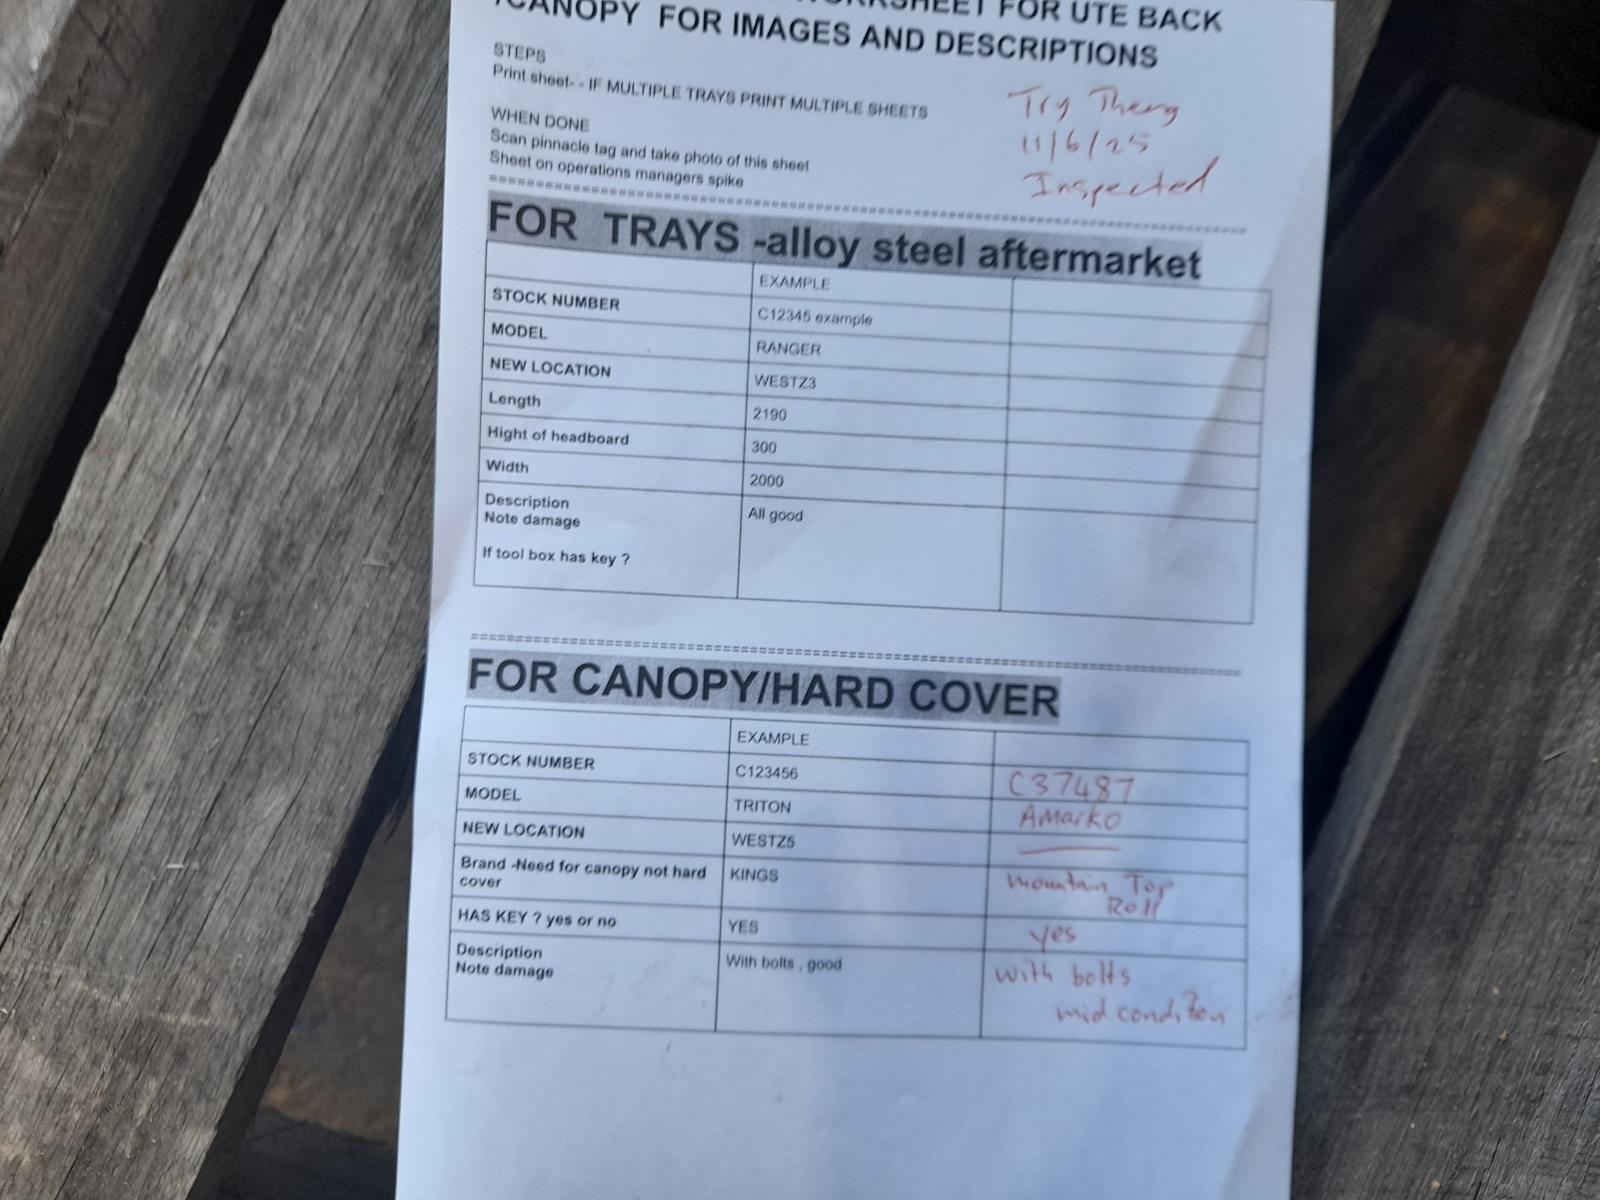 WORKSHEET FOR UTE BACK
/CANOPY FOR IMAGES AND DESCRIPTIONS
STEPS
Print sheet- - IF MULTIPLE TRAYS PRINT MULTIPLE SHEETS
WHEN DONE
Scan pinnacle tag and take photo of this sheet
Sheet on operations managers spike
Try Theng
11/6/25
Inspected
FOR TRAYS -alloy steel aftermarket
EXAMPLE
STOCK NUMBER C12345 example
MODEL RANGER
NEW LOCATION WESTZ3
Length 2190
Hight of headboard 300
Width 2000
Description All good
Note damage
If tool box has key ?
FOR CANOPY/HARD COVER
EXAMPLE
STOCK NUMBER C123456 C37487
MODEL TRITON AMarKO
NEW LOCATION WESTZ5
Brand -Need for canopy not hard KINGS mountain Top
cover Roll
HAS KEY ? yes or no YES yes
Description With bolts , good with bolts
Note damage
mid condition